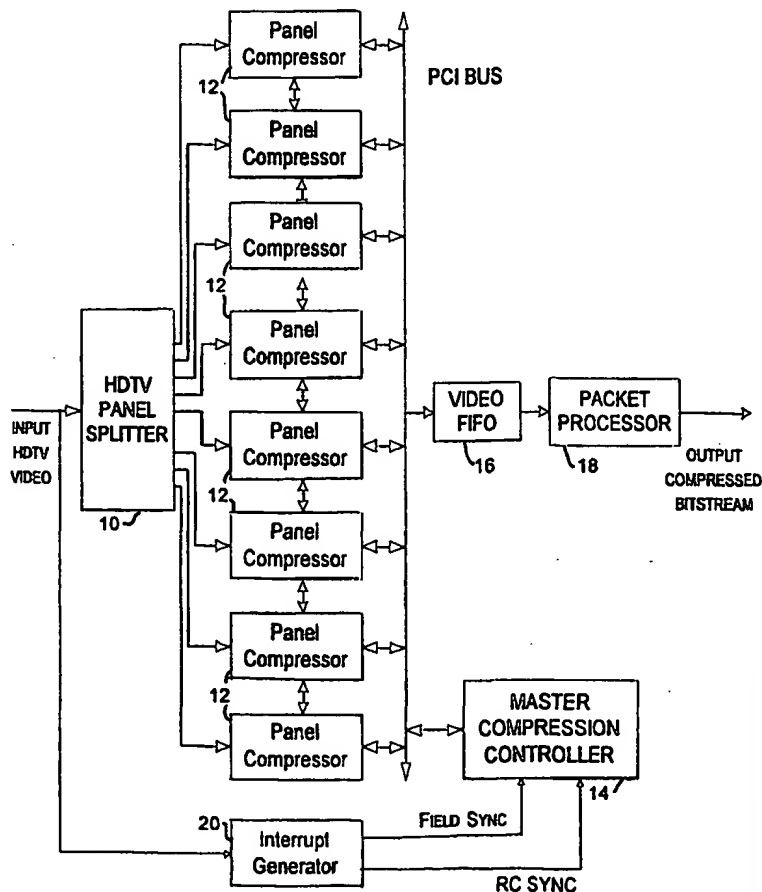 Panel
Compressor
12
Panel
Compressor
Panel
Compressor
12
Panel
Compressor
Panel
Compressor
12
Panel
Compressor
Panel
Compressor
12
Panel
Compressor
PCI BUS
HDTV
PANEL
SPLITTER
10
INPUT
HDTV
VIDEO
VIDEO
FIFO
16
PACKET
PROCESSOR
18
OUTPUT
COMPRESSED
BITSTREAM
MASTER
COMPRESSION
CONTROLLER
14
20
Interrupt
Generator
FIELD SYNC
RC SYNC